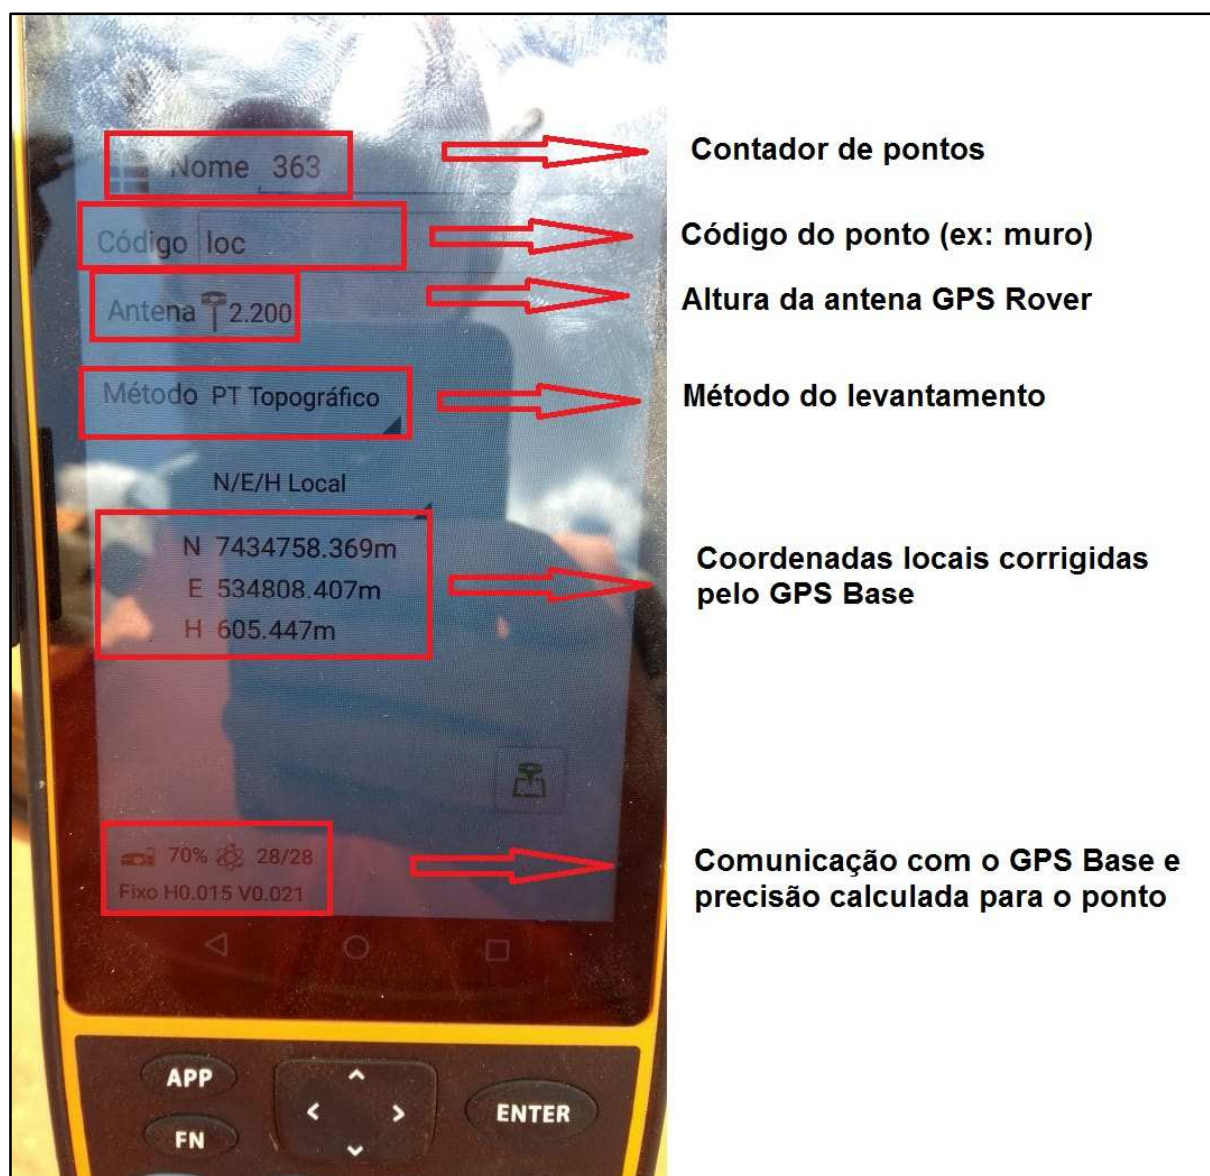 Nome 363
Contador de pontos
Código loc
Código do ponto (ex: muro)
Antena 2.200
Altura da antena GPS Rover
Método PT Topográfico
Método do levantamento
N/E/H Local
N 7434758.369m
E 534808.407m
H 605.447m
Coordenadas locais corrigidas
pelo GPS Base
70% 28/28
Fixo H0.015 V0.021
Comunicação com o GPS Base e
precisão calculada para o ponto
APP
FN
ENTER